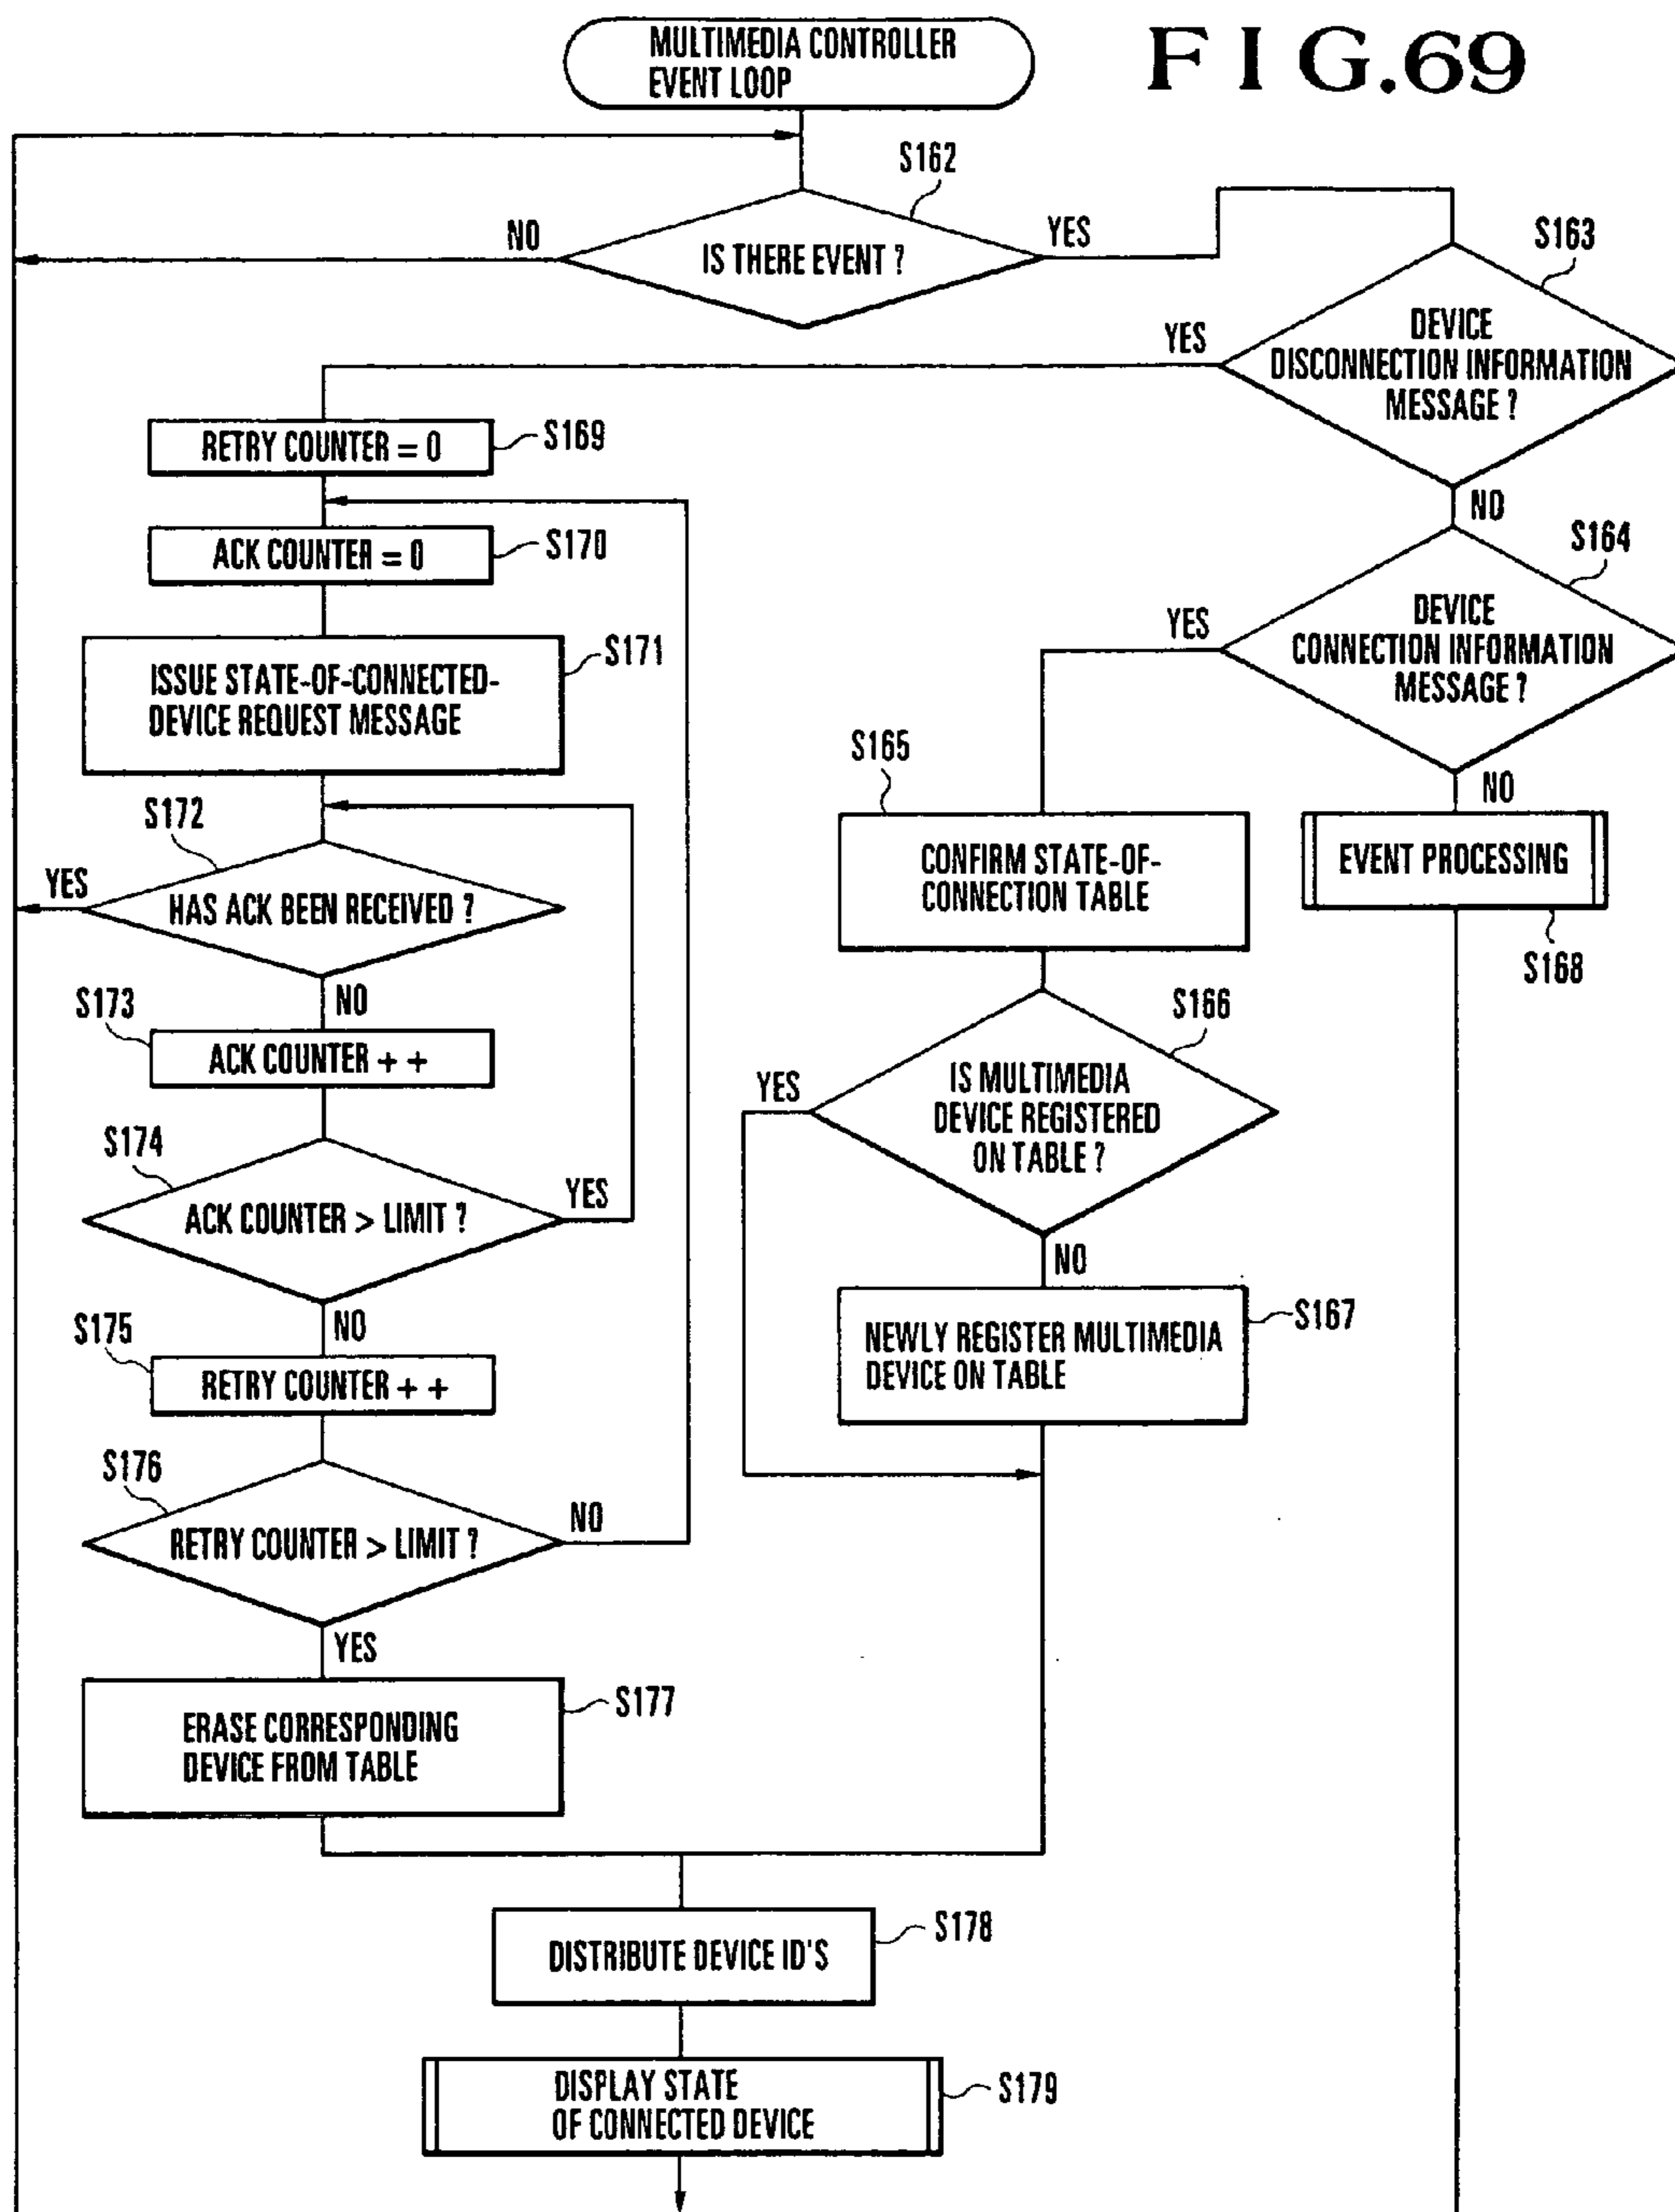 MULTIMEDIA CONTROLLER
EVENT LOOP
FIG.69
S162
IS THERE EVENT ?
NO
YES
S163
DEVICE
DISCONNECTION INFORMATION
MESSAGE ?
YES
NO
S169
RETRY COUNTER = 0
S170
ACK COUNTER = 0
S164
DEVICE
CONNECTION INFORMATION
MESSAGE ?
YES
NO
S171
ISSUE STATE-OF-CONNECTED-
DEVICE REQUEST MESSAGE
S165
CONFIRM STATE-OF-
CONNECTION TABLE
EVENT PROCESSING
S168
S172
YES
HAS ACK BEEN RECEIVED ?
NO
S173
ACK COUNTER + +
S166
YES
IS MULTIMEDIA
DEVICE REGISTERED
ON TABLE ?
NO
S174
ACK COUNTER > LIMIT ?
YES
NO
S167
NEWLY REGISTER MULTIMEDIA
DEVICE ON TABLE
S175
RETRY COUNTER + +
S176
RETRY COUNTER > LIMIT ?
NO
YES
S177
ERASE CORRESPONDING
DEVICE FROM TABLE
S178
DISTRIBUTE DEVICE ID'S
S179
DISPLAY STATE
OF CONNECTED DEVICE